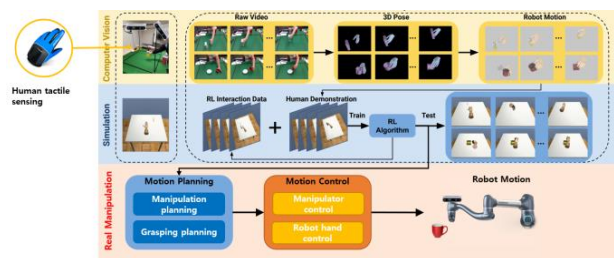 Raw Video
3D Pose
Robot Motion
Computer Vision
Human tactile
sensing
RL Interaction Data
Human Demonstration
Simulation
Train
RL
Algorithm
Test
Motion Planning
Motion Control
Robot Motion
Manipulation
planning
Manipulator
control
Grasping planning
Robot hand
control
Real Manipulation